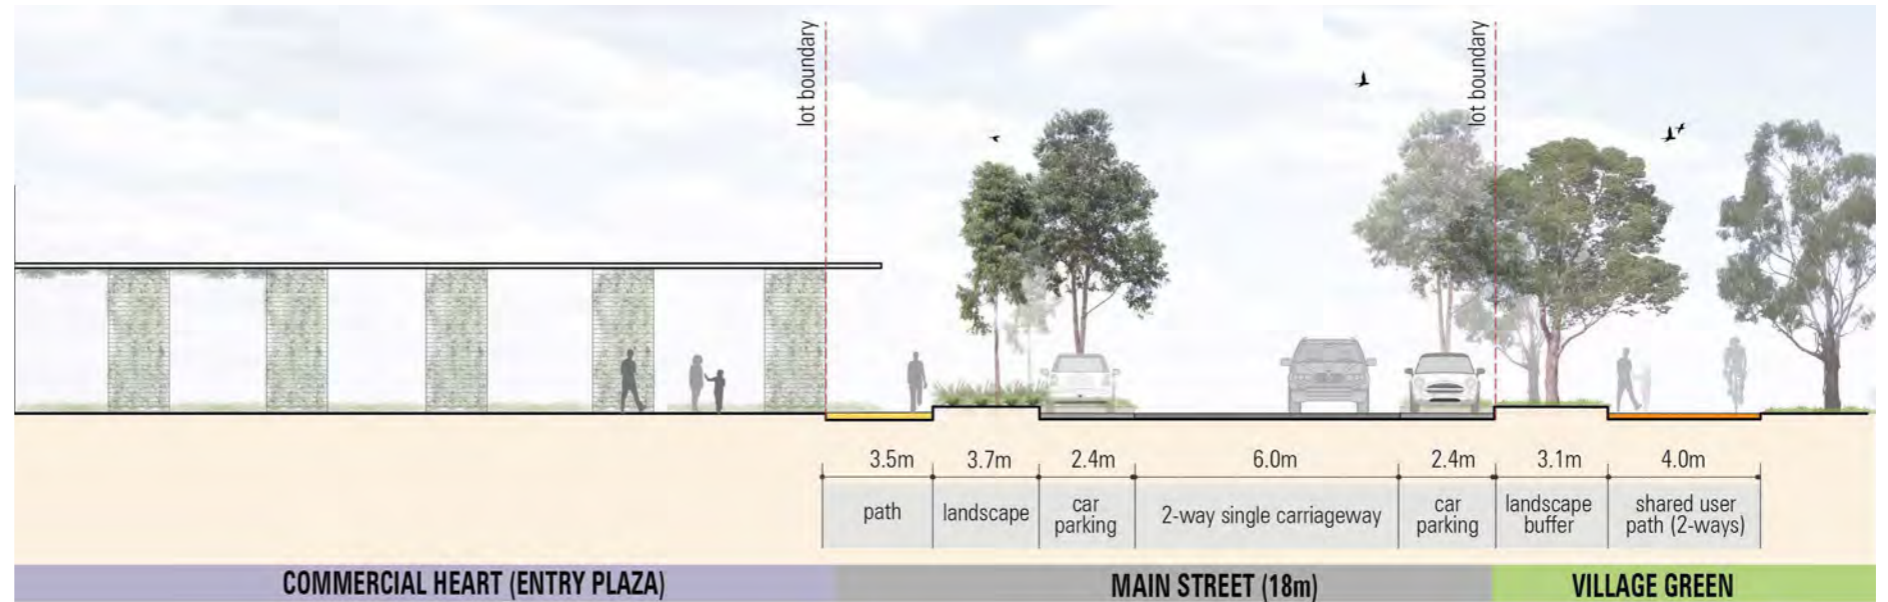 lot boundary
lot boundary
3.5m
3.7m
2.4m
6.0m
2.4m
3.1m
4.0m
path
landscape
car
parking
2-way single carriageway
car
parking
landscape
buffer
shared user
path (2-ways)
COMMERCIAL HEART (ENTRY PLAZA)
MAIN STREET (18m)
VILLAGE GREEN